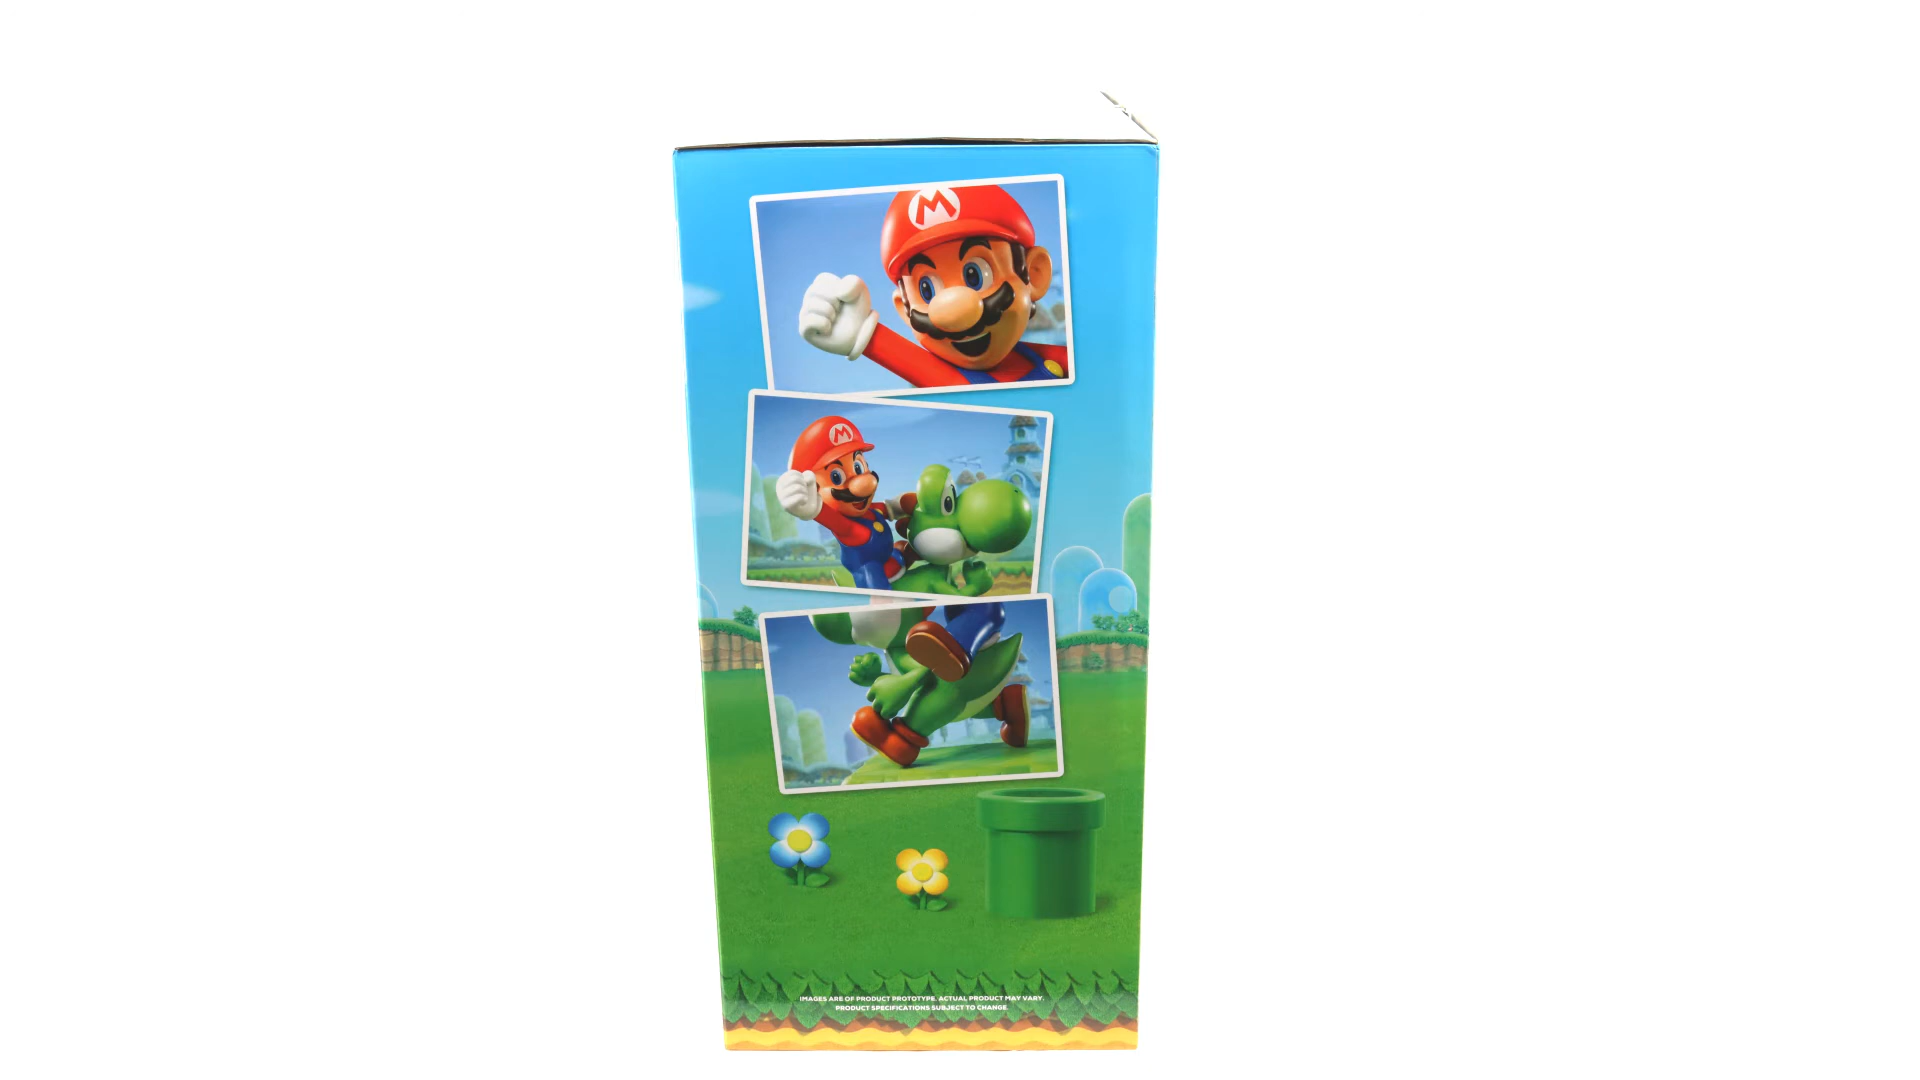 M
M
IMAGES ARE OF PRODUCT PROTOTYPE. ACTUAL PRODUCT MAY VARY.
PRODUCT SPECIFICATIONS SUBJECT TO CHANGE.